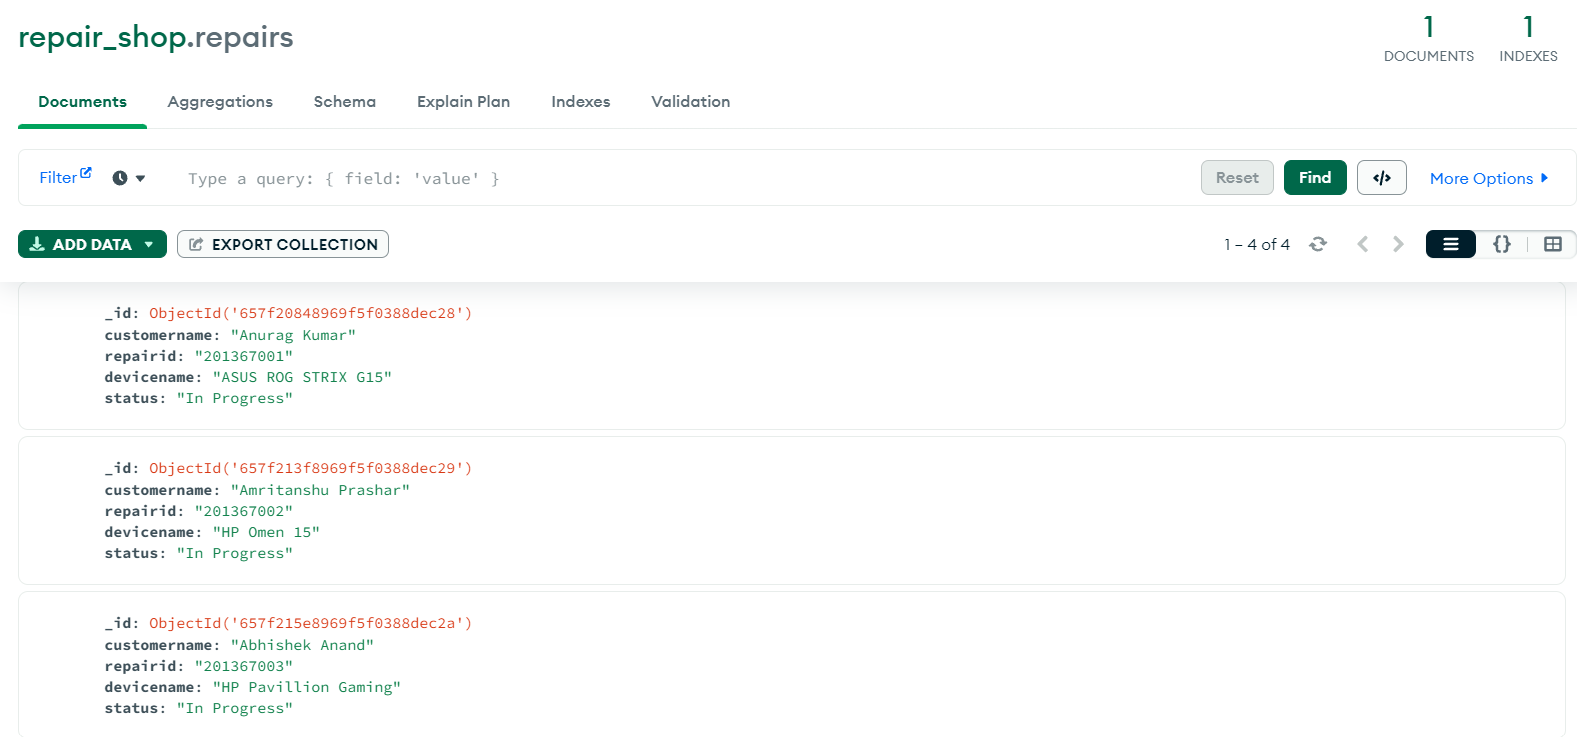 repair_shop.repairs
1 DOCUMENTS
1 INDEXES
Documents Aggregations Schema Explain Plan Indexes Validation
Filter Type a query: { field: 'value' } Reset Find </> More Options
ADD DATA EXPORT COLLECTION 1 – 4 of 4 {}
_id: ObjectId('657f20848969f5f0388dec28')
customername: "Anurag Kumar"
repairid: "201367001"
devicename: "ASUS ROG STRIX G15"
status: "In Progress"
_id: ObjectId('657f213f8969f5f0388dec29')
customername: "Amritanshu Prashar"
repairid: "201367002"
devicename: "HP Omen 15"
status: "In Progress"
_id: ObjectId('657f215e8969f5f0388dec2a')
customername: "Abhishek Anand"
repairid: "201367003"
devicename: "HP Pavillion Gaming"
status: "In Progress"